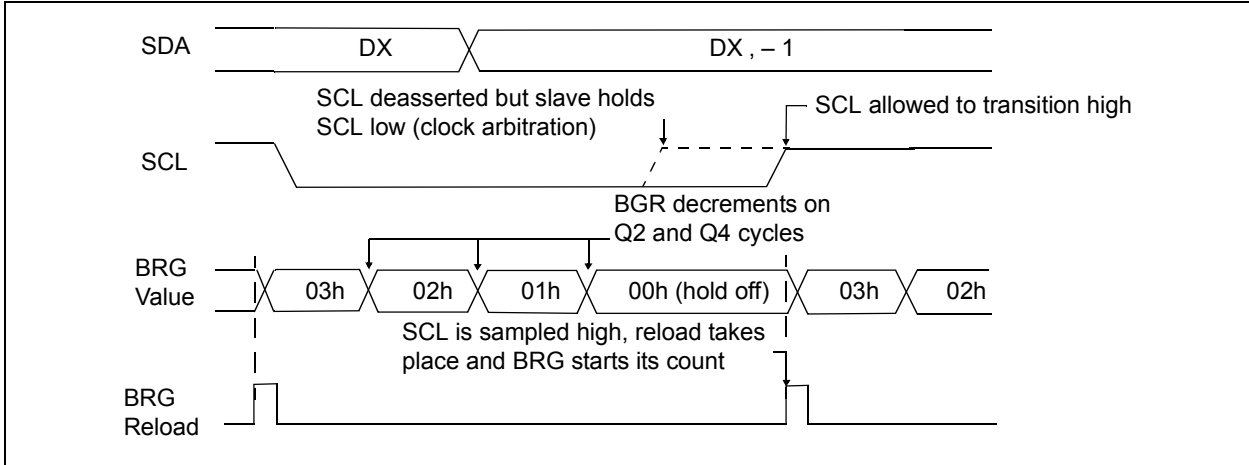 SDA
DX
DX , – 1
SCL deasserted but slave holds
SCL low (clock arbitration)
SCL allowed to transition high
SCL
BGR decrements on
Q2 and Q4 cycles
BRG
Value
03h
02h
01h
00h (hold off)
03h
02h
SCL is sampled high, reload takes
place and BRG starts its count
BRG
Reload